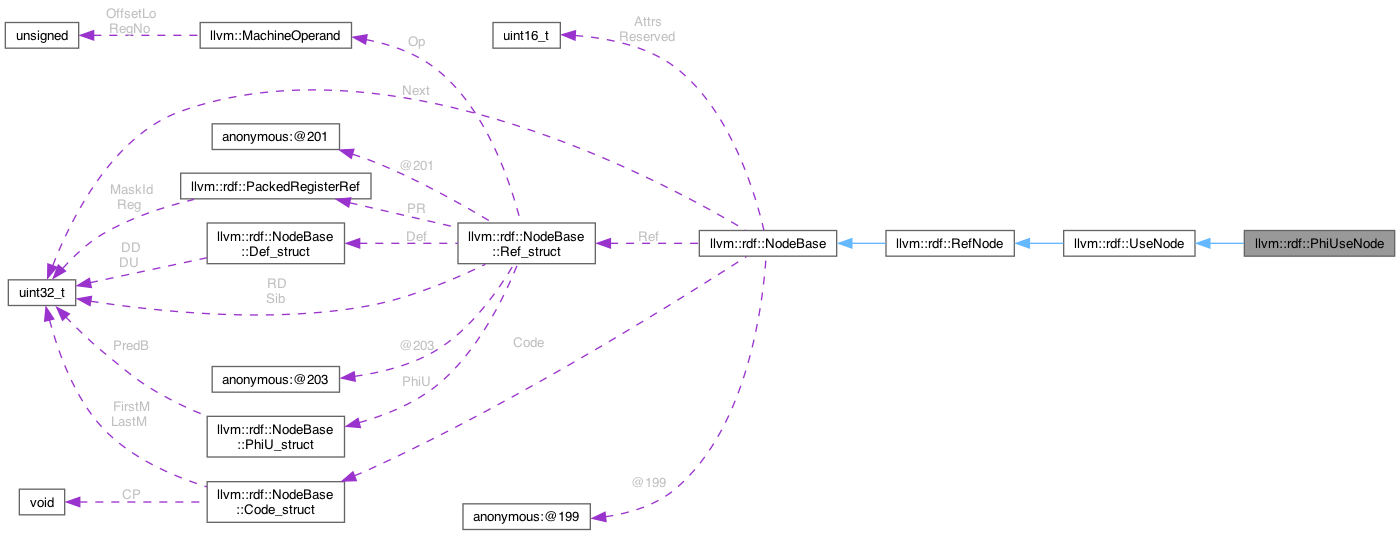 OffsetLo
RegNo
unsigned
llvm::MachineOperand
Attrs
Reserved
uint16_t
Op
Next
anonymous:@201
@201
llvm::rdf::PackedRegisterRef
MaskId
Reg
PR
llvm::rdf::NodeBase
::Def_struct
Def
llvm::rdf::NodeBase
::Ref_struct
Ref
llvm::rdf::NodeBase
llvm::rdf::RefNode
llvm::rdf::UseNode
llvm::rdf::PhiUseNode
DD
DU
uint32_t
RD
Sib
PredB
@203
anonymous:@203
Code
PhiU
FirstM
LastM
llvm::rdf::NodeBase
::PhiU_struct
void
CP
llvm::rdf::NodeBase
::Code_struct
@199
anonymous:@199